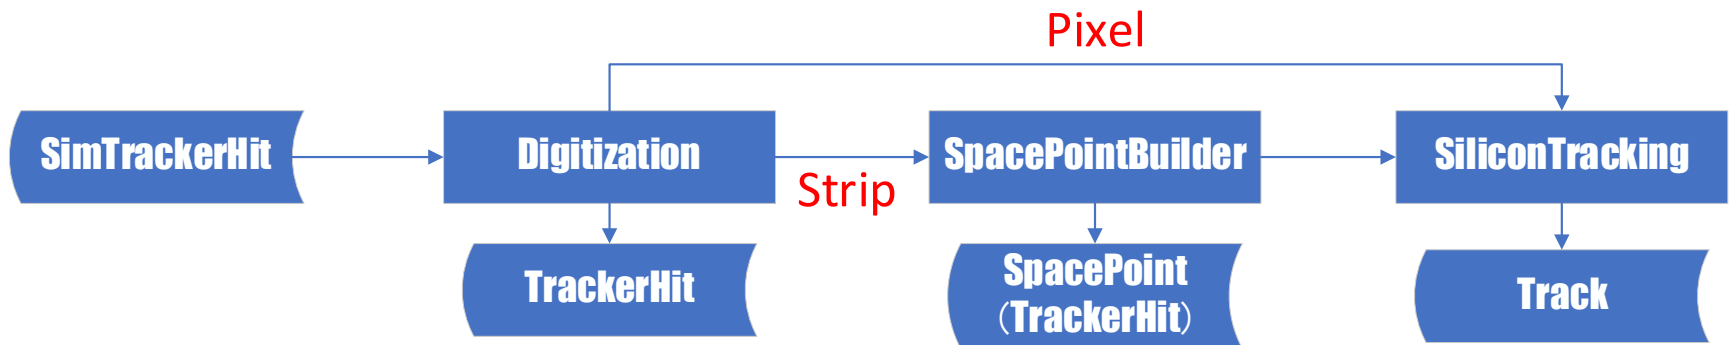 Pixel
SimTrackerHit
Digitization
SpacePointBuilder
SiliconTracking
Strip
TrackerHit
SpacePoint
（TrackerHit）
Track